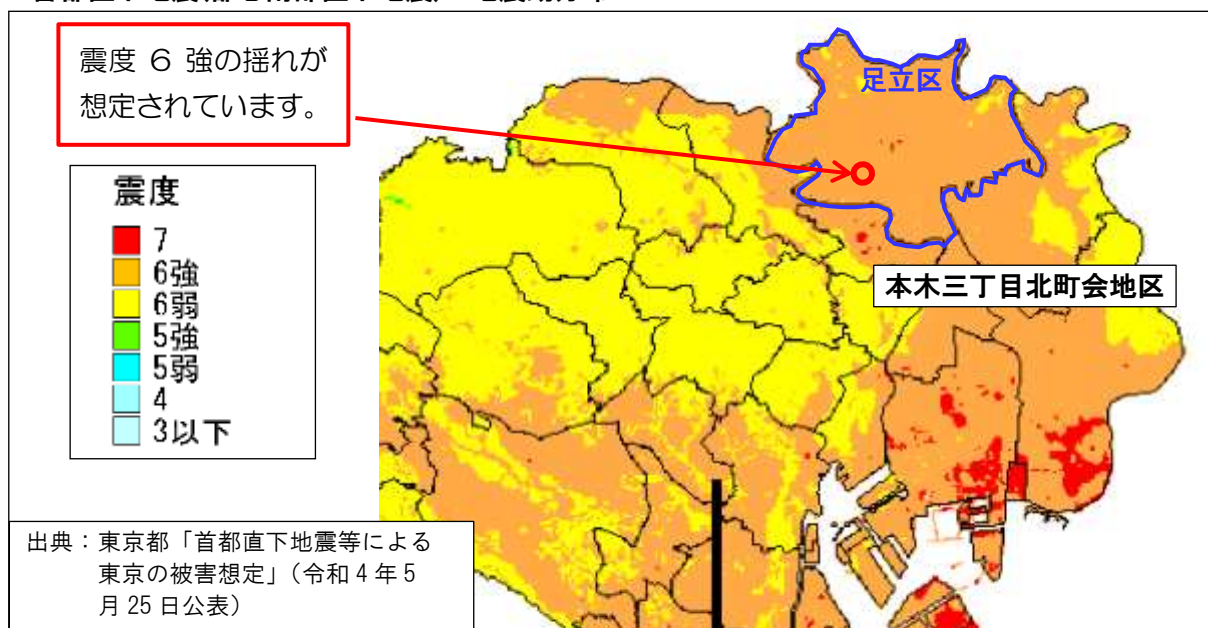 震度 6 強の揺れが
想定されています。
足立区
震度
7
6強
6弱
5強
5弱
4
3以下
本木三丁目北町会地区
出典：東京都「首都直下地震等による
東京の被害想定」（令和４年５
月 25 日公表）